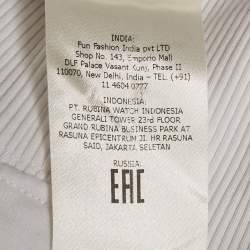 INDIA:
Fun Fashion India pvt LTD
Shop No. 143, Emporio Mall
DLF Palace Vasant Kunj, Phase II
110070, New Delhi, India - TEL. (+91)
11 4604 0777
INDONESIA:
PT. RUBINA WATCH INDONESIA
GENERALI TOWER 23rd FLOOR
GRAND RUBINA BUSINESS PARK AT
RASUNA EPICENTRUM JI. HR RASUNA
SAID, JAKARTA, SELETAN
RUSSIA:
EAC